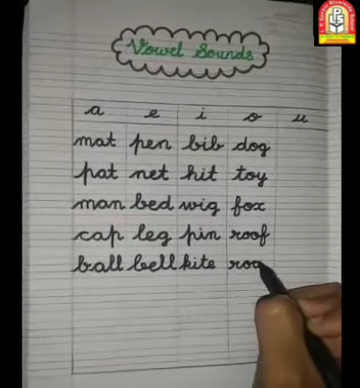 Vowel Sounds
a e i o u
mat pen bib dog
pat net hit toy
man bed wig fox
cap leg pin roof
ball bell kite roo